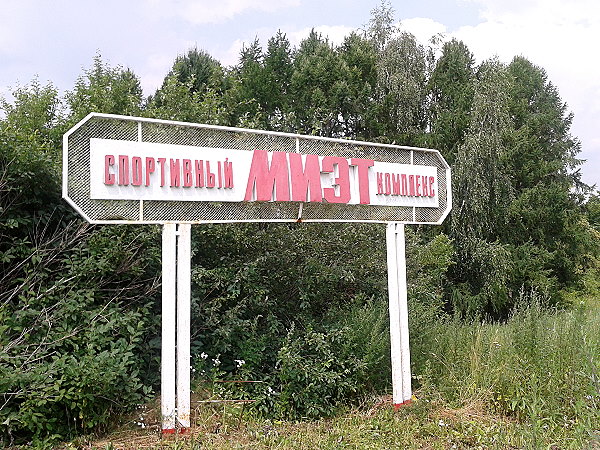 СПОРТИВНЫЙ МИЭТ КОМПЛЕКС